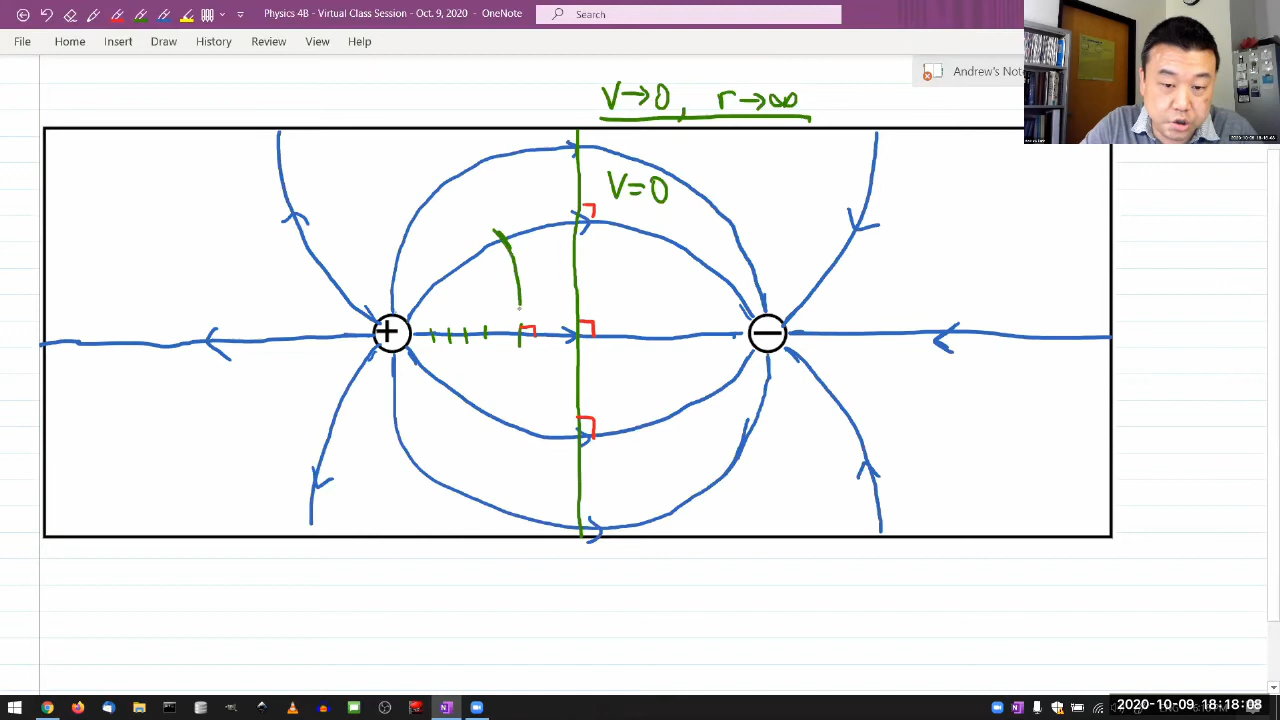 Physics 4B - Virtual Class Session - Oct. 9, 2020 - OneNote
Search
File Home Insert Draw History Review View Help
Andrew's Not
V→0, r→∞
V=0
+
−
2020-10-09 18:18:08